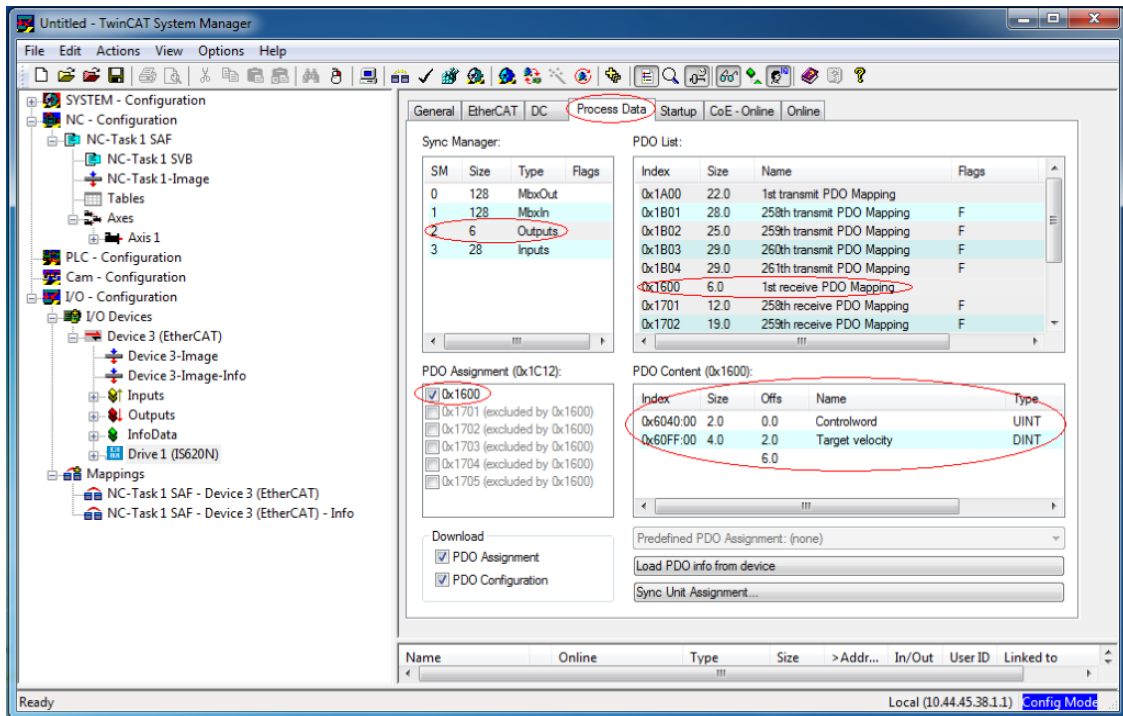 Untitled - TwinCAT System Manager
File Edit Actions View Options Help
SYSTEM - Configuration
NC - Configuration
NC-Task 1 SAF
NC-Task 1 SVB
NC-Task 1-Image
Tables
Axes
Axis 1
PLC - Configuration
Cam - Configuration
I/O - Configuration
I/O Devices
Device 3 (EtherCAT)
Device 3-Image
Device 3-Image-Info
Inputs
Outputs
InfoData
Drive 1 (IS620N)
Mappings
NC-Task 1 SAF - Device 3 (EtherCAT)
NC-Task 1 SAF - Device 3 (EtherCAT) - Info
General EtherCAT DC Process Data Startup CoE - Online Online
Sync Manager:
SM Size Type Flags
0 128 MbxOut
1 128 MbxIn
2 6 Outputs
3 28 Inputs
PDO List:
Index Size Name Flags
0x1A00 22.0 1st transmit PDO Mapping
0x1B01 28.0 258th transmit PDO Mapping F
0x1B02 25.0 259th transmit PDO Mapping F
0x1B03 29.0 260th transmit PDO Mapping F
0x1B04 29.0 261th transmit PDO Mapping F
0x1600 6.0 1st receive PDO Mapping
0x1701 12.0 258th receive PDO Mapping F
0x1702 19.0 259th receive PDO Mapping F
PDO Assignment (0x1C12):
0x1600
0x1701 (excluded by 0x1600)
0x1702 (excluded by 0x1600)
0x1703 (excluded by 0x1600)
0x1704 (excluded by 0x1600)
0x1705 (excluded by 0x1600)
PDO Content (0x1600):
Index Size Offs Name Type
0x6040:00 2.0 0.0 Controlword UINT
0x60FF:00 4.0 2.0 Target velocity DINT
6.0
Download
PDO Assignment
PDO Configuration
Predefined PDO Assignment: (none)
Load PDO info from device
Sync Unit Assignment...
Name Online Type Size >Addr... In/Out User ID Linked to
Ready
Local (10.44.45.38.1.1) Config Mode